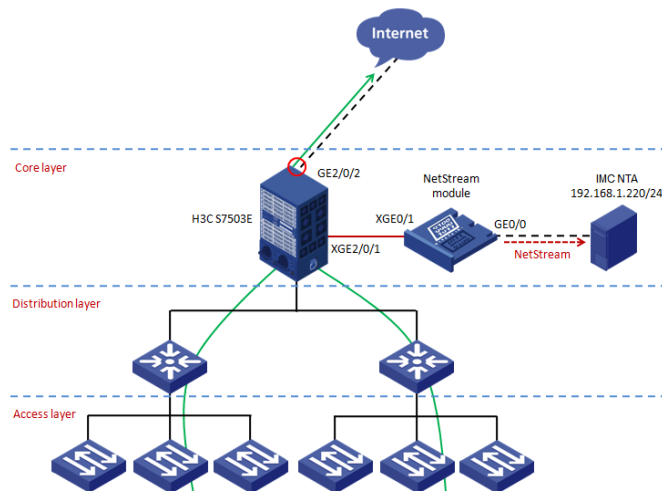 Internet
Core layer
GE2/0/2
NetStream
module
IMC NTA
192.168.1.220/24
H3C S7503E
XGE0/1
GE0/0
XGE2/0/1
NetStream
Distribution layer
Access layer